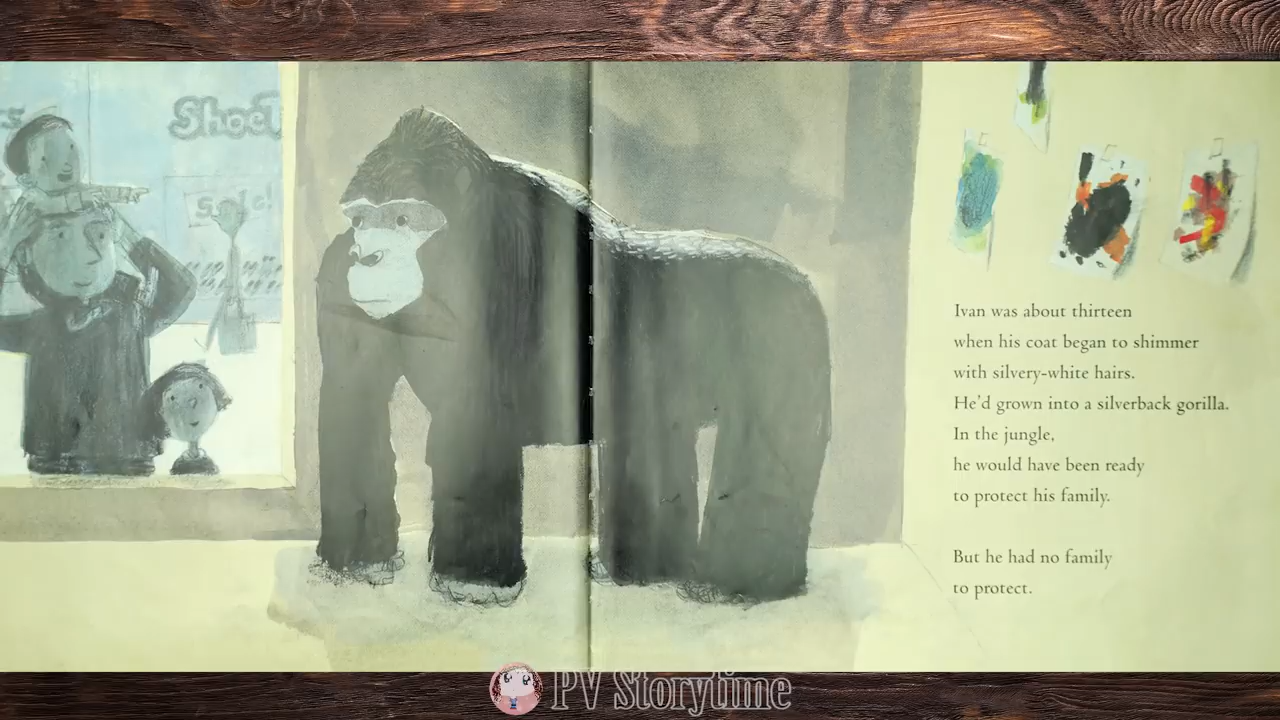 Shoe
Sale!
Ivan was about thirteen
when his coat began to shimmer
with silvery-white hairs.
He'd grown into a silverback gorilla.
In the jungle,
he would have been ready
to protect his family.
But he had no family
to protect.
PV Storytime